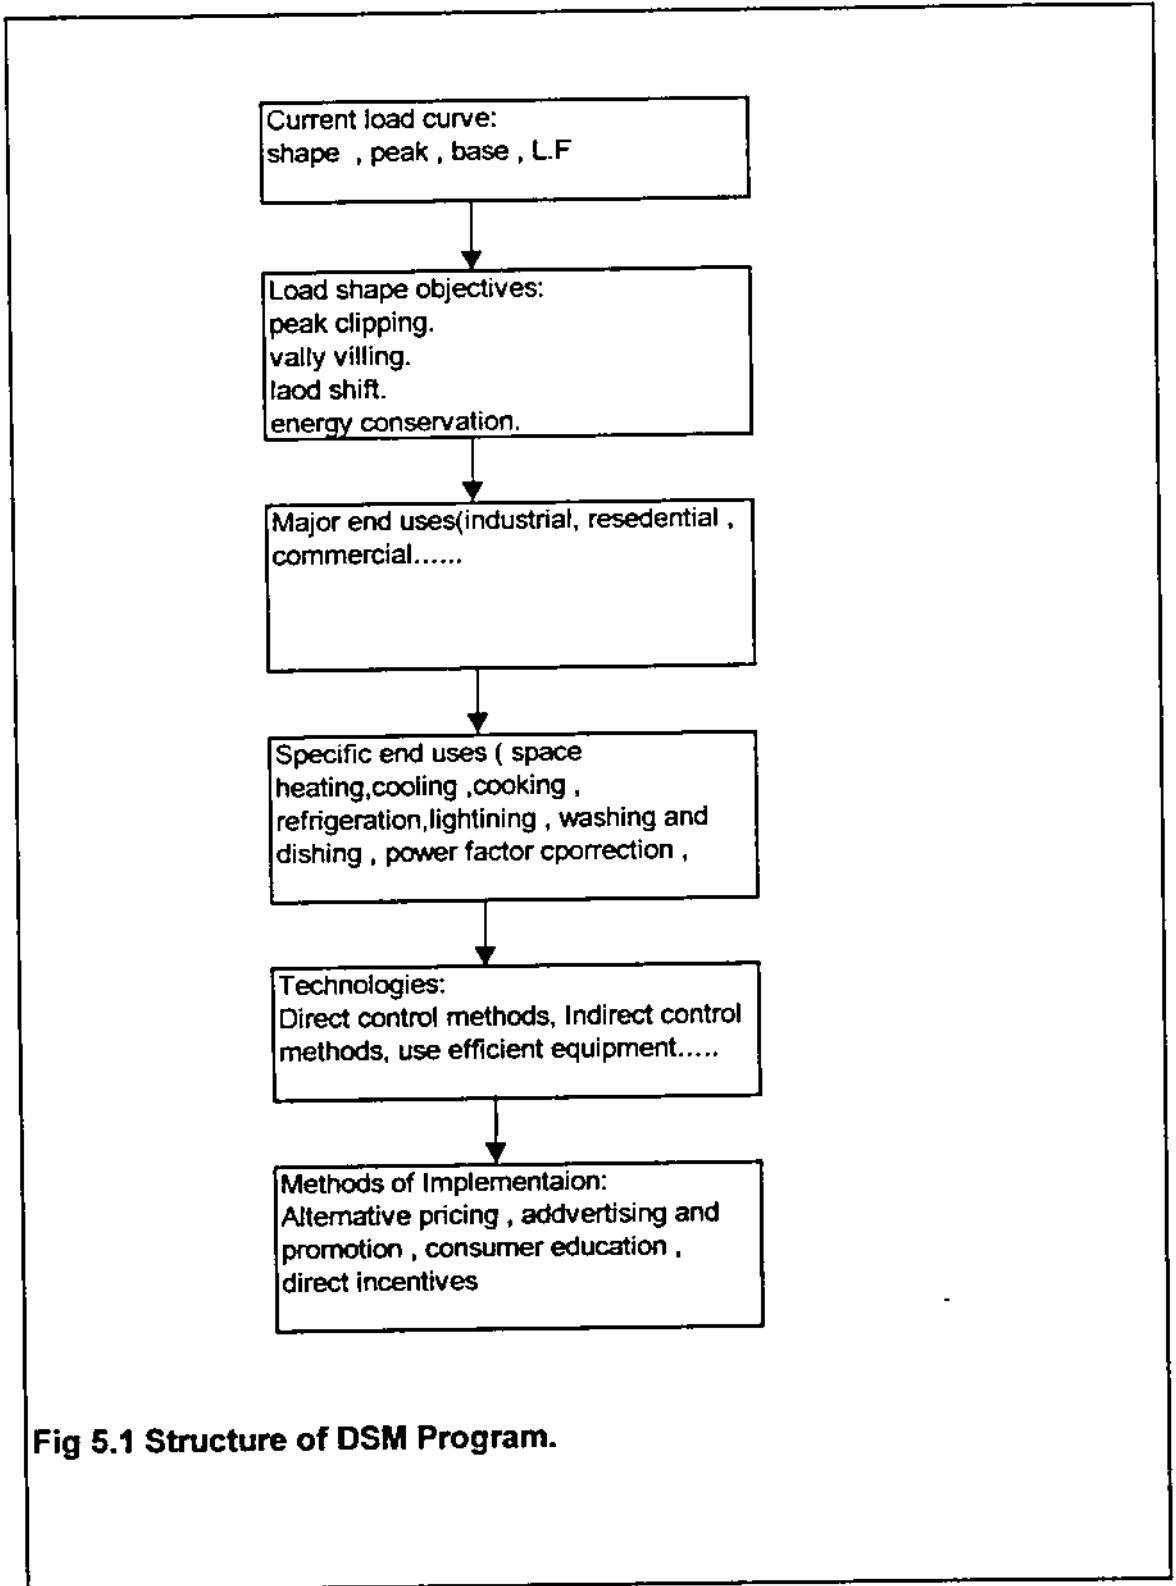 Current load curve:
shape , peak , base , L.F
Load shape objectives:
peak clipping.
vally villing.
laod shift.
energy conservation.
Major end uses(industrial, resedential ,
commercial......
Specific end uses ( space
heating,cooling ,cooking ,
refrigeration,lightining , washing and
dishing , power factor cporrection ,
Technologies:
Direct control methods, Indirect control
methods, use efficient equipment.....
Methods of Implementaion:
Alternative pricing , addvertising and
promotion , consumer education ,
direct incentives
Fig 5.1 Structure of DSM Program.